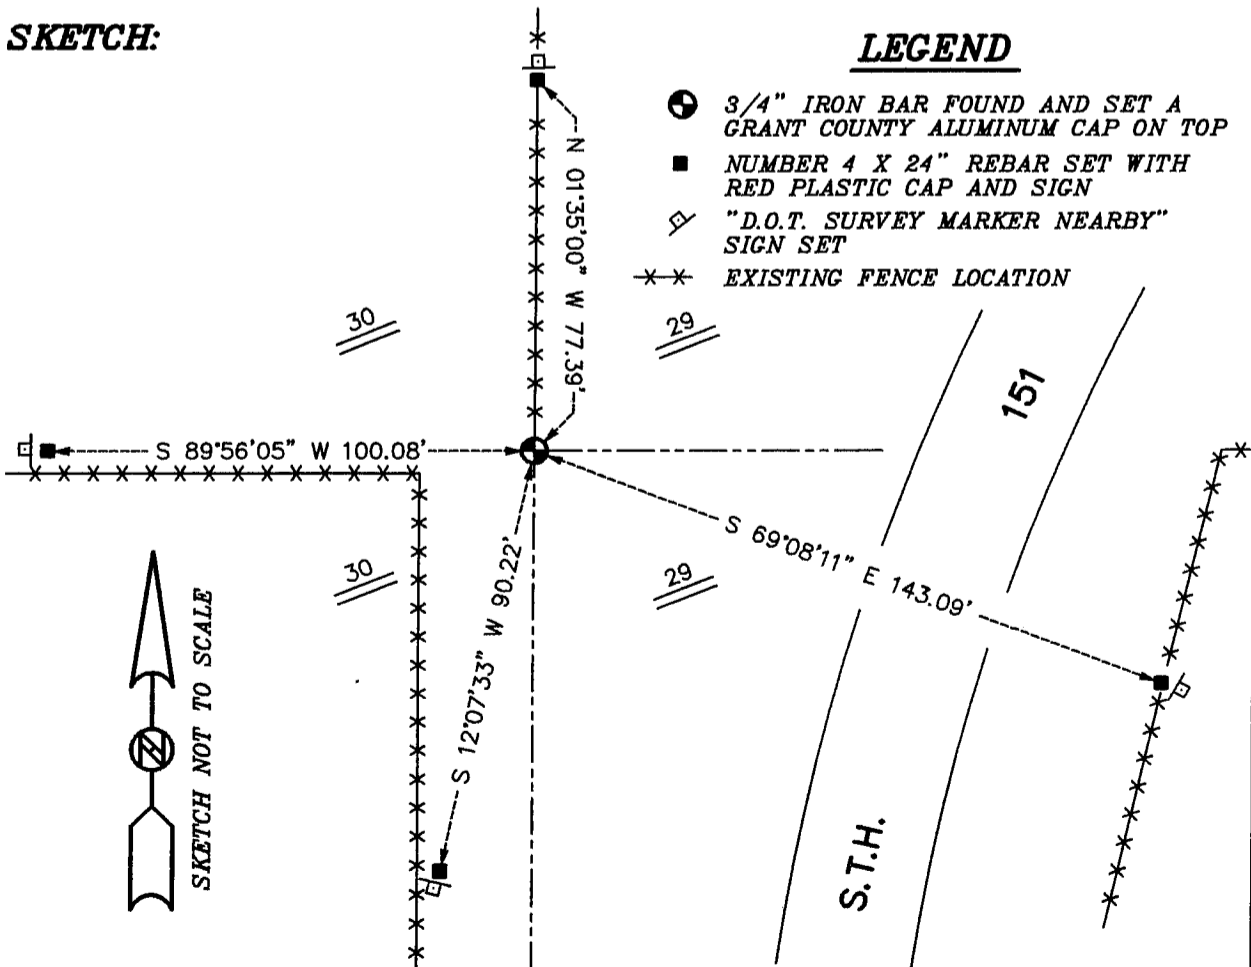 SKETCH:
LEGEND
3/4" IRON BAR FOUND AND SET A
GRANT COUNTY ALUMINUM CAP ON TOP
NUMBER 4 X 24" REBAR SET WITH
RED PLASTIC CAP AND SIGN
"D.O.T. SURVEY MARKER NEARBY"
SIGN SET
EXISTING FENCE LOCATION
N 01°35'00" W 77.39'
30
29
151
S 89°56'05" W 100.08'
S 69°08'11" E 143.09'
30
29
S 12°07'33" W 90.22'
N
SKETCH NOT TO SCALE
S.T.H.